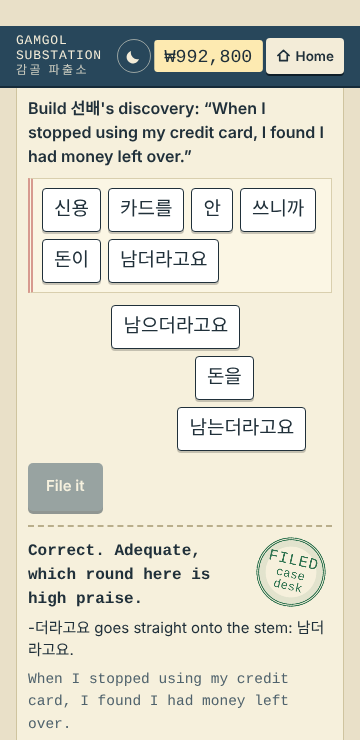 GAMGOL
SUBSTATION
감골 파출소
₩992,800
Home
Build 선배's discovery: “When I
stopped using my credit card, I found I
had money left over.”
신용 카드를 안 쓰니까
돈이 남더라고요
남으더라고요
돈을
남는더라고요
File it
Correct. Adequate,
which round here is
high praise.
FILED
case
desk
-더라고요 goes straight onto the stem: 남더
라고요.
When I stopped using my credit
card, I found I had money left
over.